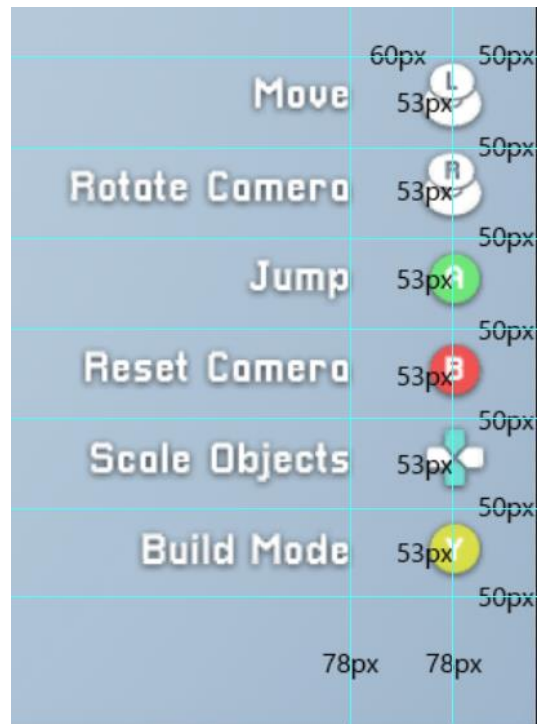 60px 50px
Move 53px L
50px
Rotate Camera 53px R
50px
Jump 53px A
50px
Reset Camera 53px B
50px
Scale Objects 53px
50px
Build Mode 53px Y
50px
78px 78px